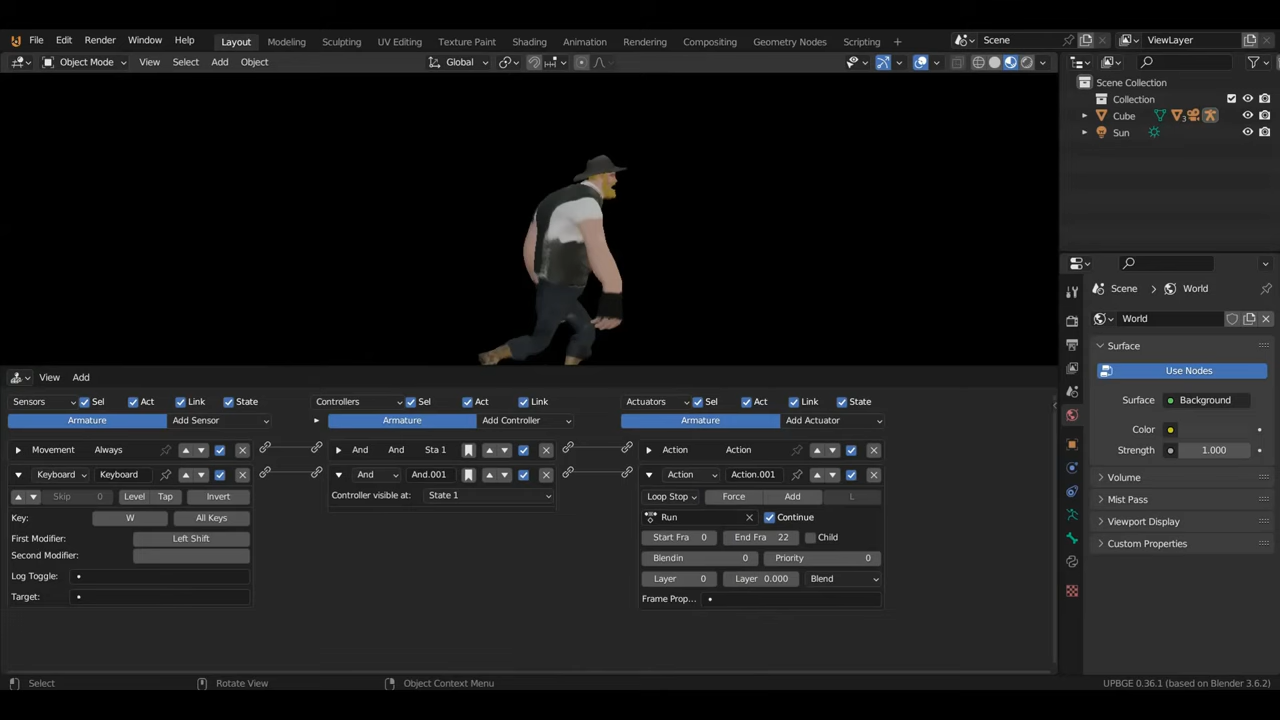 File Edit Render Window Help Layout Modeling Sculpting UV Editing Texture Paint Shading Animation Rendering Compositing Geometry Nodes Scripting + Scene ViewLayer
Object Mode View Select Add Object Global
Scene Collection
Collection
Cube 3
Sun
Scene > World
World
Surface
Use Nodes
Surface: Background
Color
Strength 1.000
Volume
Mist Pass
Viewport Display
Custom Properties
View Add
Sensors Sel Act Link State Controllers Sel Act Link Actuators Sel Act Link State
Armature Add Sensor Armature Add Controller Armature Add Actuator
Movement Always And And Sta 1 Action Action
Keyboard Keyboard And And.001 Action Action.001
Skip 0 Level Tap Invert Controller visible at: State 1 Loop Stop Force Add L
Key: W All Keys Run Continue
First Modifier: Left Shift Start Fra 0 End Fra 22 Child
Second Modifier: Blendin 0 Priority 0
Log Toggle: Layer 0 Layer 0.000 Blend
Target: Frame Prop...
Select Rotate View Object Context Menu UPBGE 0.36.1 (based on Blender 3.6.2)